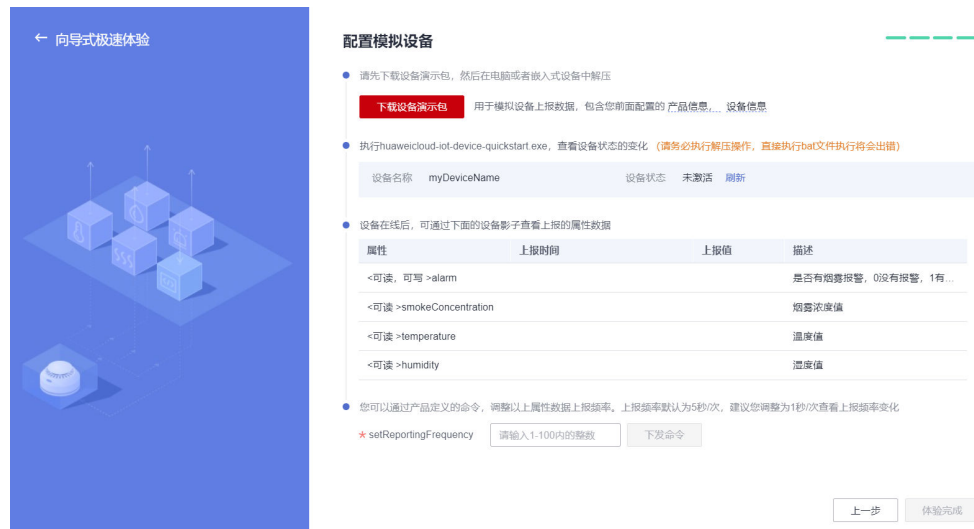 ← 向导式极速体验
配置模拟设备
请先下载设备演示包，然后在电脑或者嵌入式设备中解压
下载设备演示包 用于模拟设备上报数据，包含您前面配置的 产品信息， 设备信息
执行huaweicloud-iot-device-quickstart.exe，查看设备状态的变化 （请务必执行解压操作，直接执行bat文件执行将会出错）
设备名称 myDeviceName 设备状态 未激活 刷新
设备在线后，可通过下面的设备影子查看上报的属性数据
属性 上报时间 上报值 描述
<可读，可写 >alarm 是否有烟雾报警，0没有报警，1有...
<可读 >smokeConcentration 烟雾浓度值
<可读 >temperature 温度值
<可读 >humidity 湿度值
您可以通过产品定义的命令，调整以上属性数据上报频率。上报频率默认为5秒/次，建议您调整为1秒/次查看上报频率变化
* setReportingFrequency 请输入1-100内的整数 下发命令
上一步 体验完成